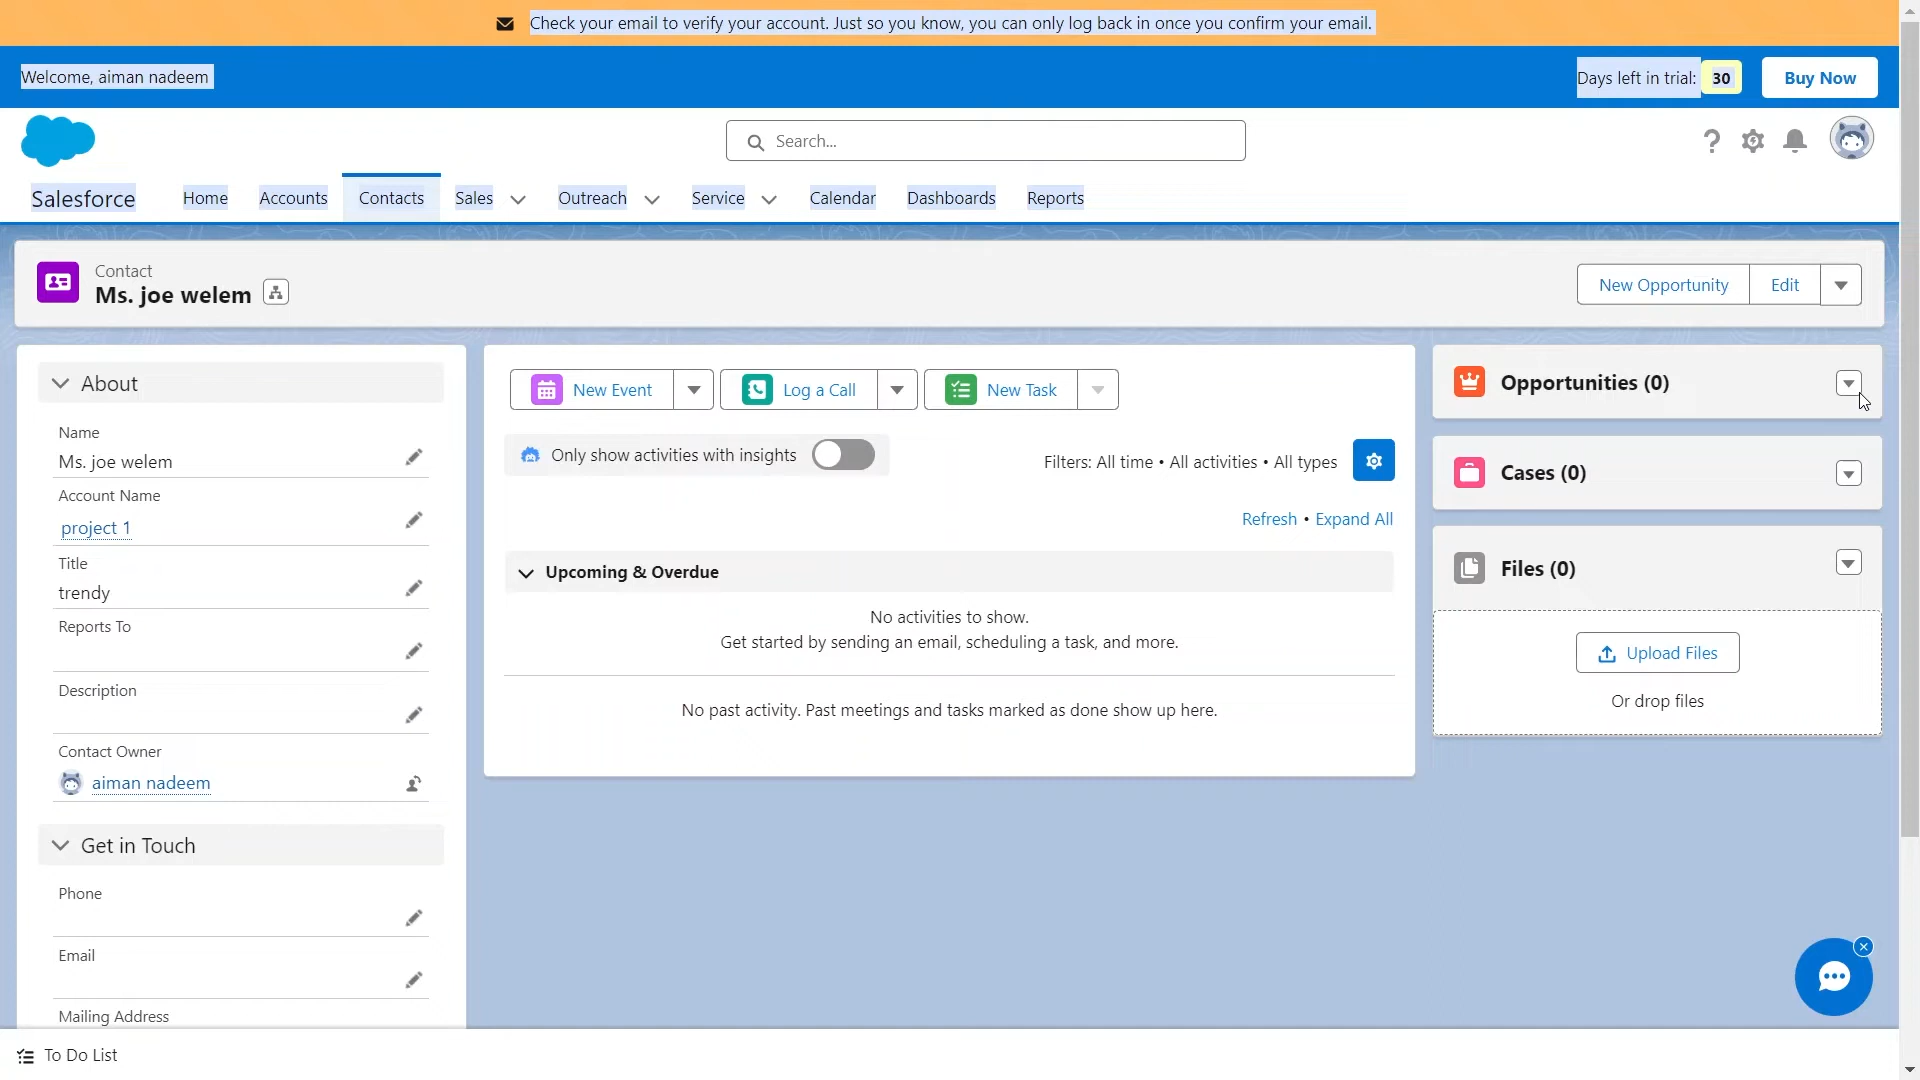 Check your email to verify your account. Just so you know, you can only log back in once you confirm your email.
Welcome, aiman nadeem
Days left in trial: 30
Buy Now
Search...
Salesforce Home Accounts Contacts Sales Outreach Service Calendar Dashboards Reports
Contact
Ms. joe welem
New Opportunity
Edit
About
Name
Ms. joe welem
Account Name
project 1
Title
trendy
Reports To
Description
Contact Owner
aiman nadeem
Get in Touch
Phone
Email
Mailing Address
New Event
Log a Call
New Task
Only show activities with insights
Filters: All time • All activities • All types
Refresh • Expand All
Upcoming & Overdue
No activities to show.
Get started by sending an email, scheduling a task, and more.
No past activity. Past meetings and tasks marked as done show up here.
Opportunities (0)
Cases (0)
Files (0)
Upload Files
Or drop files
To Do List